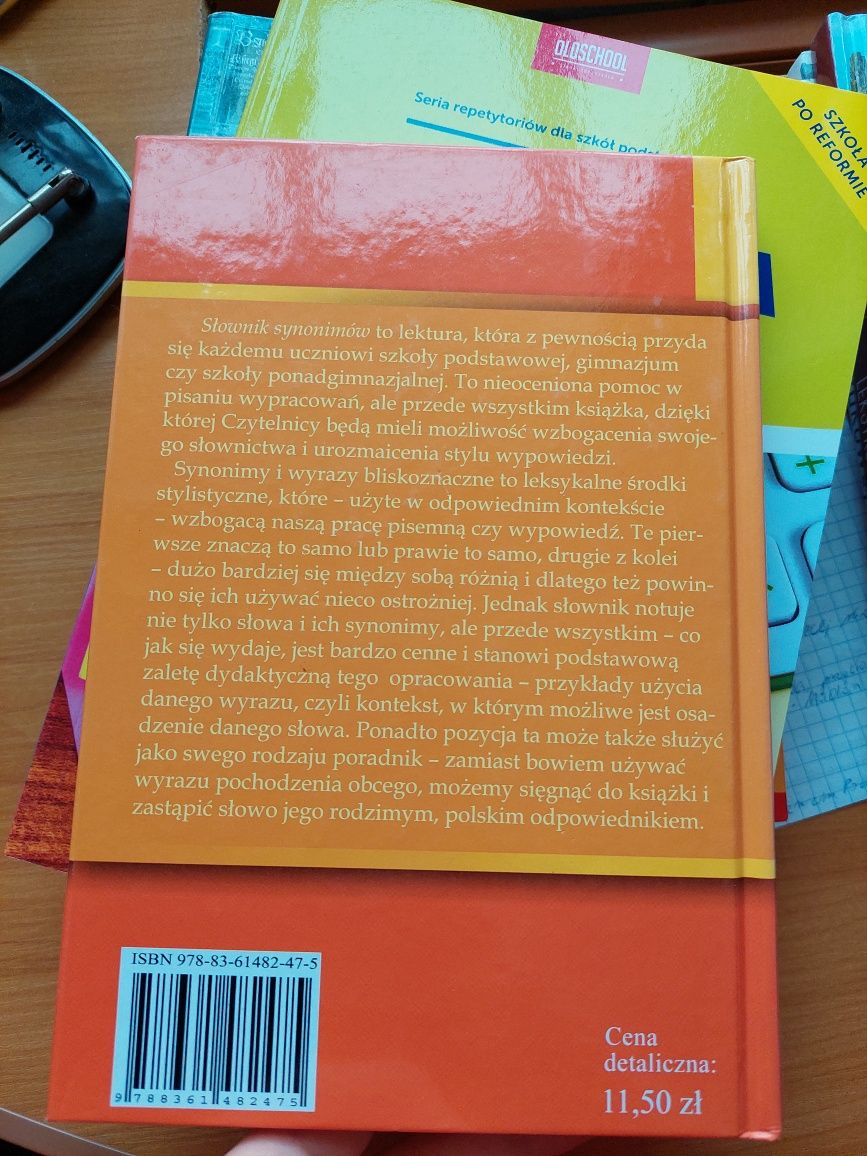 OLDSCHOOL
Seria repetytoriów dla szkół
SZKOŁA
PO REFORMIE
Słownik synonimów to lektura, która z pewnością przyda
się każdemu uczniowi szkoły podstawowej, gimnazjum
czy szkoły ponadgimnazjalnej. To nieoceniona pomoc w
pisaniu wypracowań, ale przede wszystkim książka, dzięki
której Czytelnicy będą mieli możliwość wzbogacenia swoje-
go słownictwa i urozmaicenia stylu wypowiedzi.
Synonimy i wyrazy bliskoznaczne to leksykalne środki
stylistyczne, które – użyte w odpowiednim kontekście
– wzbogacą naszą pracę pisemną czy wypowiedź. Te pier-
wsze znaczą to samo lub prawie to samo, drugie z kolei
– dużo bardziej się między sobą różnią i dlatego też powin-
no się ich używać nieco ostrożniej. Jednak słownik notuje
nie tylko słowa i ich synonimy, ale przede wszystkim – co
jak się wydaje, jest bardzo cenne i stanowi podstawową
zaletę dydaktyczną tego opracowania – przykłady użycia
danego wyrazu, czyli kontekst, w którym możliwe jest osa-
dzenie danego słowa. Ponadto pozycja ta może także służyć
jako swego rodzaju poradnik – zamiast bowiem używać
wyrazu pochodzenia obcego, możemy sięgnąć do książki i
zastąpić słowo jego rodzimym, polskim odpowiednikiem.
ISBN 978-83-61482-47-5
9 788361 482475
Cena
detaliczna:
11,50 zł